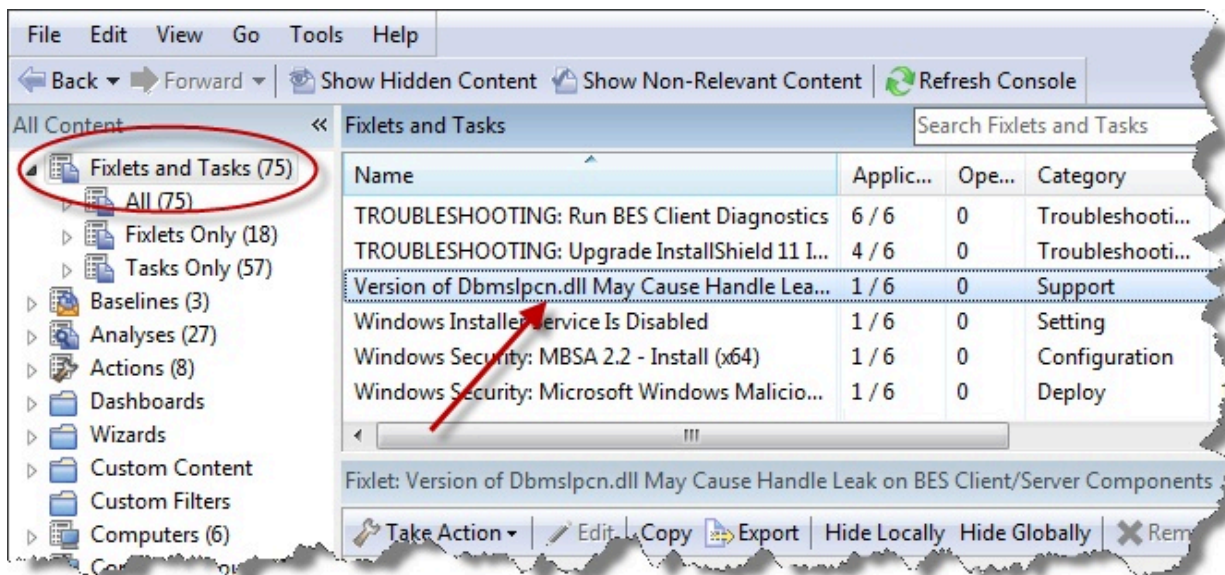 File Edit View Go Tools Help
Back Forward Show Hidden Content Show Non-Relevant Content Refresh Console
All Content « Fixlets and Tasks Search Fixlets and Tasks
Fixlets and Tasks (75)
All (75)
Fixlets Only (18)
Tasks Only (57)
Baselines (3)
Analyses (27)
Actions (8)
Dashboards
Wizards
Custom Content
Custom Filters
Computers (6)
Name Applic... Ope... Category
TROUBLESHOOTING: Run BES Client Diagnostics 6 / 6 0 Troubleshooti...
TROUBLESHOOTING: Upgrade InstallShield 11 I... 4 / 6 0 Troubleshooti...
Version of Dbmslpcn.dll May Cause Handle Lea... 1 / 6 0 Support
Windows Installer Service Is Disabled 1 / 6 0 Setting
Windows Security: MBSA 2.2 - Install (x64) 1 / 6 0 Configuration
Windows Security: Microsoft Windows Malicio... 1 / 6 0 Deploy
Fixlet: Version of Dbmslpcn.dll May Cause Handle Leak on BES Client/Server Components
Take Action Edit Copy Export Hide Locally Hide Globally Rem